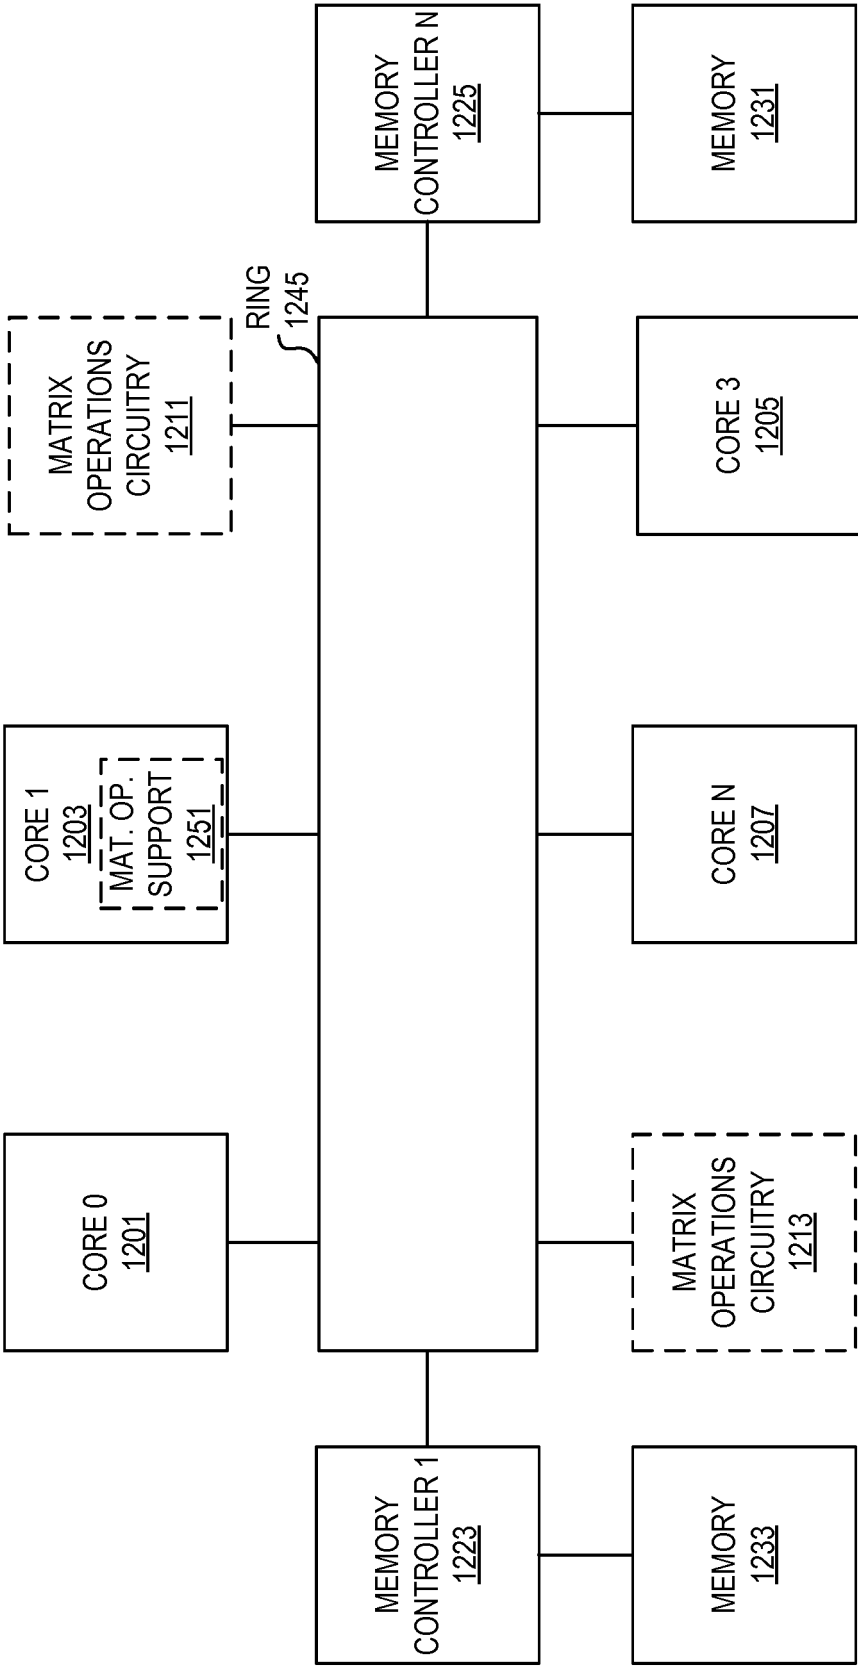 CORE 0
1201
CORE 1
1203
MAT. OP.
SUPPORT
1251
MATRIX
OPERATIONS
CIRCUITRY
1211
RING
1245
MEMORY
CONTROLLER 1
1223
MEMORY
CONTROLLER N
1225
MEMORY
1233
MATRIX
OPERATIONS
CIRCUITRY
1213
CORE N
1207
CORE 3
1205
MEMORY
1231